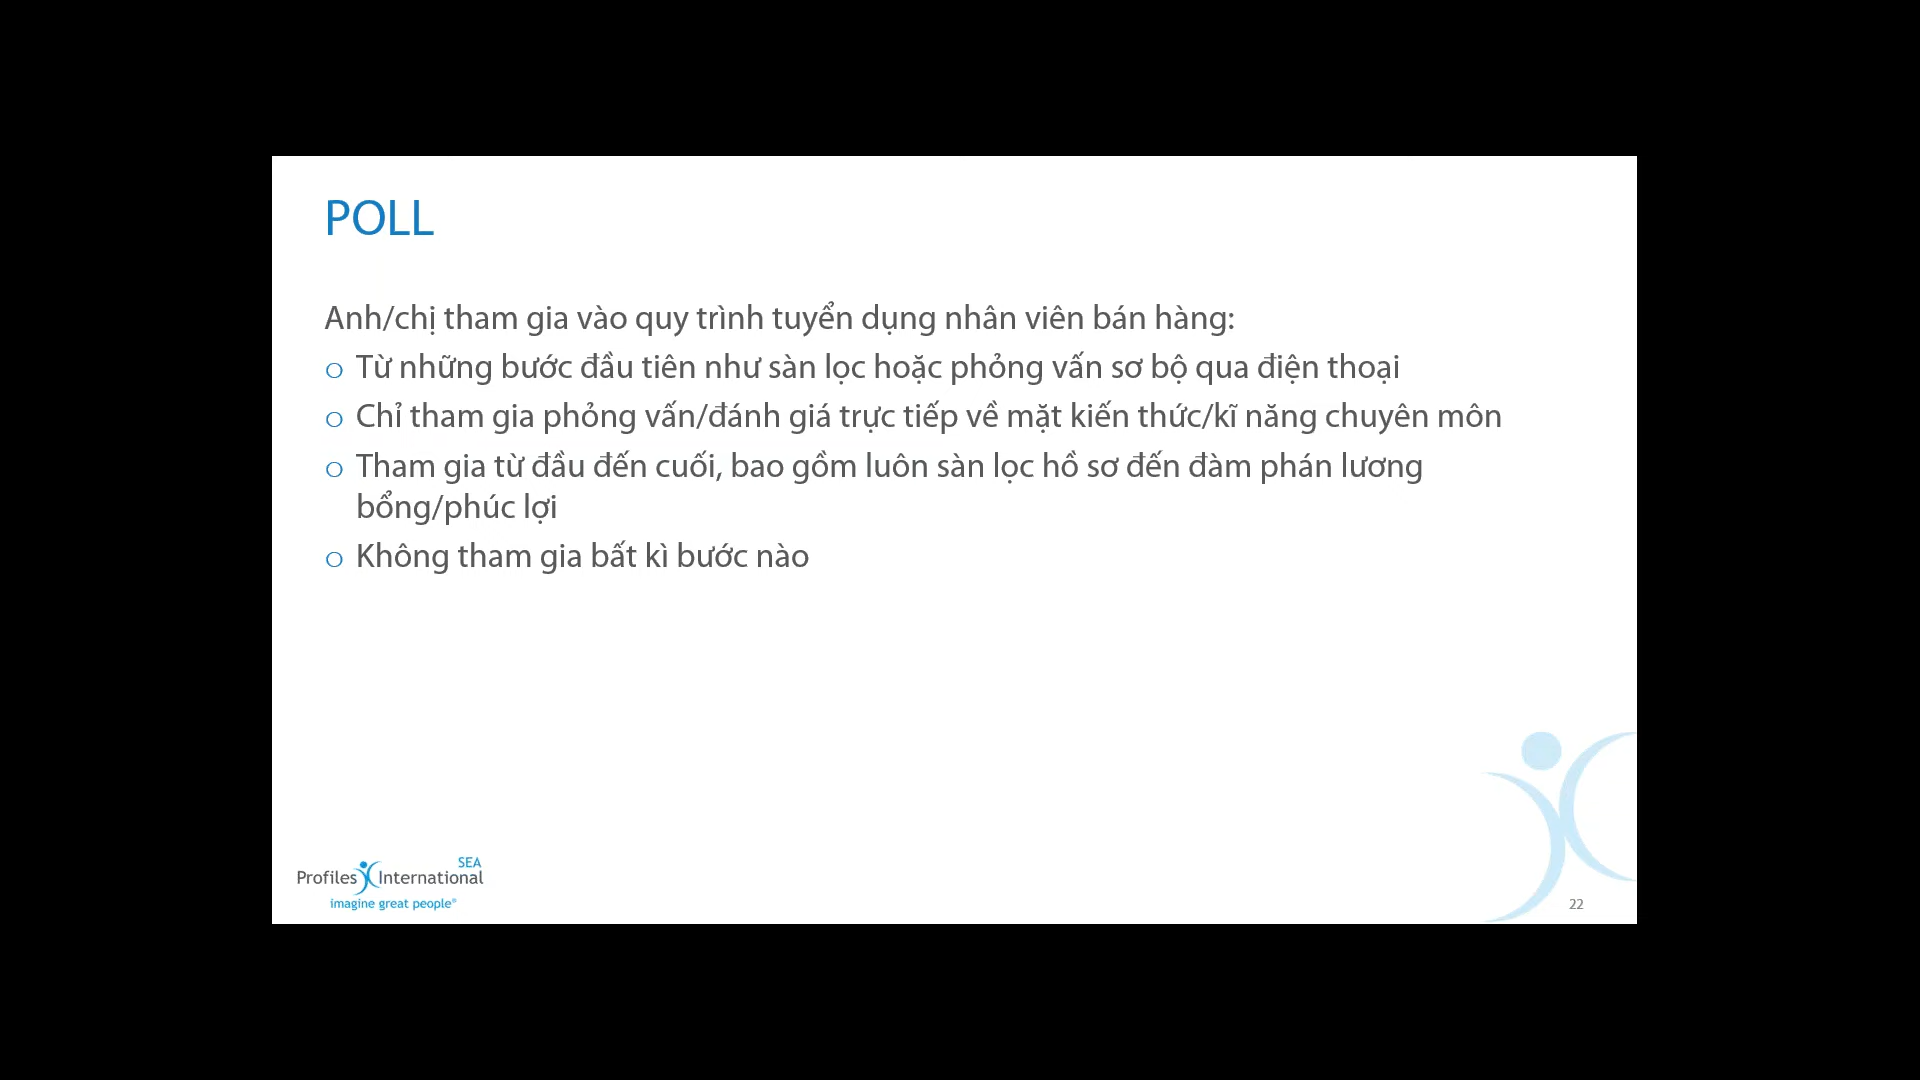 POLL
Anh/chị tham gia vào quy trình tuyển dụng nhân viên bán hàng:
o Từ những bước đầu tiên như sàn lọc hoặc phỏng vấn sơ bộ qua điện thoại
o Chỉ tham gia phỏng vấn/đánh giá trực tiếp về mặt kiến thức/kĩ năng chuyên môn
o Tham gia từ đầu đến cuối, bao gồm luôn sàn lọc hồ sơ đến đàm phán lương
bổng/phúc lợi
o Không tham gia bất kì bước nào
SEA
Profiles International
imagine great people®
22